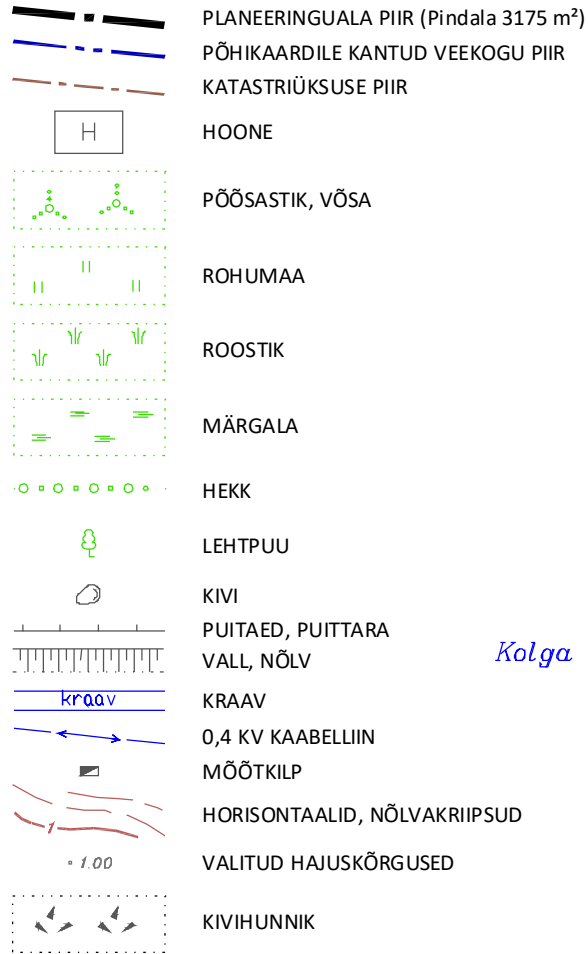 PLANEERINGUALA PIIR (Pindala 3175 m²)
PÕHIKAARDILE KANTUD VEEKOGU PIIR
KATASTRIÜKSUSE PIIR
H HOONE
PÕÕSASTIK, VÕSA
ROHUMAA
ROOSTIK
MÄRGALA
HEKK
LEHTPUU
KIVI
PUITAED, PUITTARA
VALL, NÕLV
Kolga
kraav KRAAV
0,4 KV KAABELLIIN
MÕÕTKILP
1 HORISONTAALID, NÕLVAKRIIPSUD
1.00 VALITUD HAJUSKÕRGUSED
KIVIHUNNIK